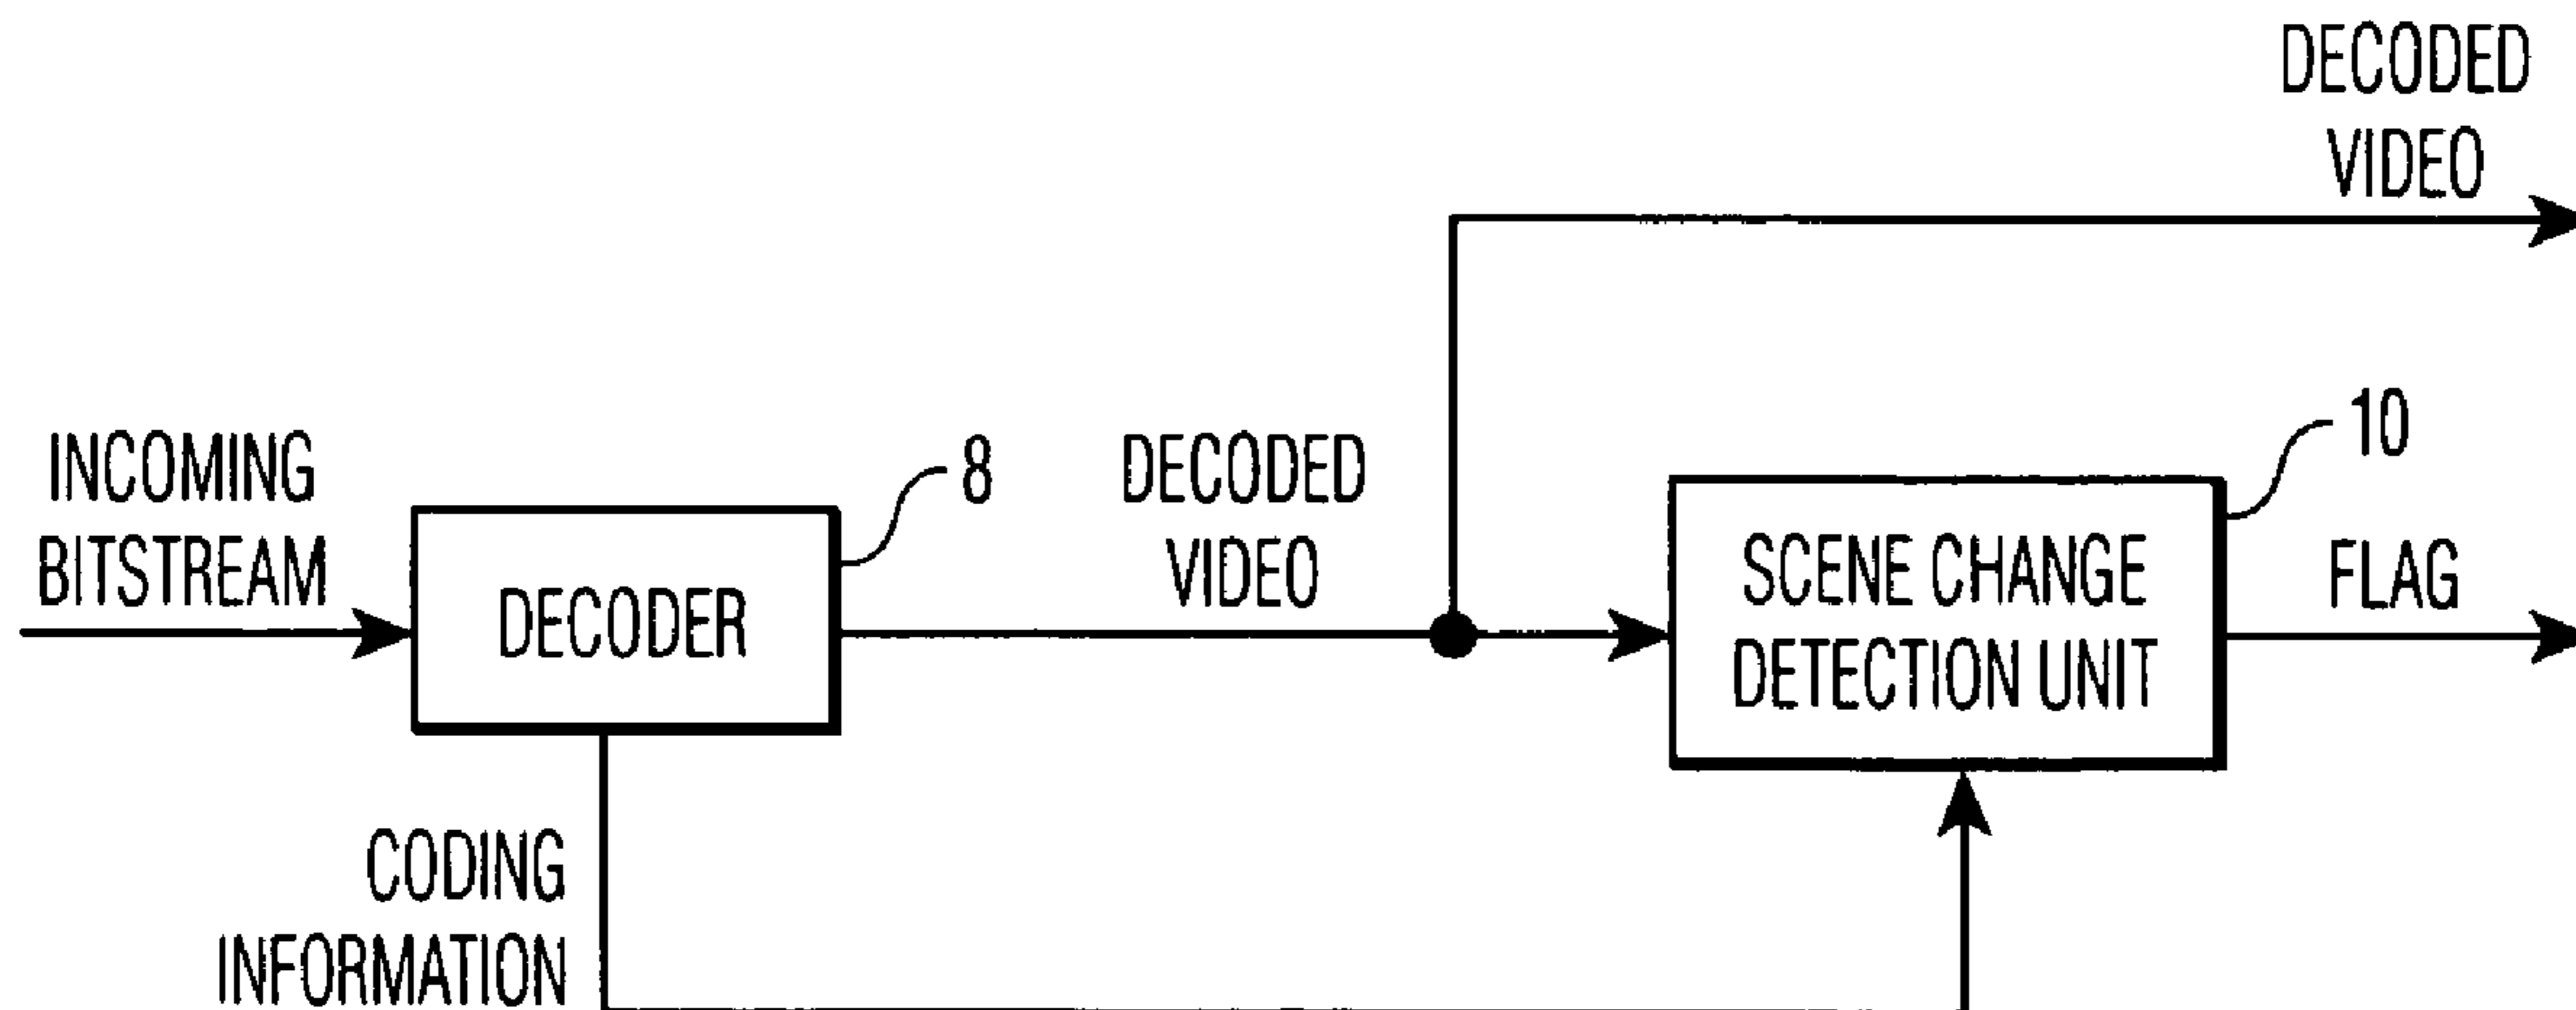 DECODED
VIDEO
INCOMING
BITSTREAM
8
DECODER
DECODED
VIDEO
10
SCENE CHANGE
DETECTION UNIT
FLAG
CODING
INFORMATION